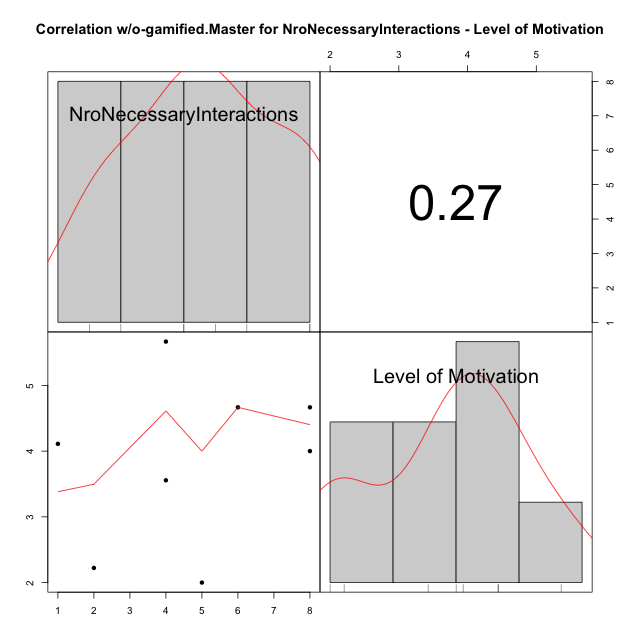 Correlation w/o-gamified.Master for NroNecessaryInteractions - Level of Motivation
2 3 4 5
NroNecessaryInteractions
0.27
8
7
6
5
4
3
2
1
5
4
3
2
Level of Motivation
1 2 3 4 5 6 7 8